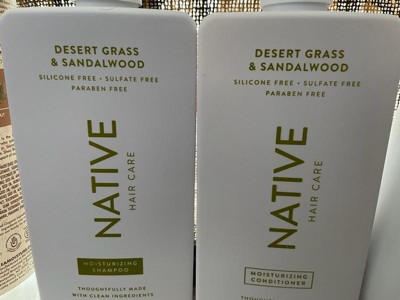 DESERT GRASS
& SANDALWOOD
SILICONE FREE • SULFATE FREE
PARABEN FREE
NATIVE
HAIR CARE
MOISTURIZING
SHAMPOO
THOUGHTFULLY MADE
WITH CLEAN INGREDIENTS
DESERT GRASS
& SANDALWOOD
SILICONE FREE • SULFATE FREE
PARABEN FREE
NATIVE
HAIR CARE
MOISTURIZING
CONDITIONER